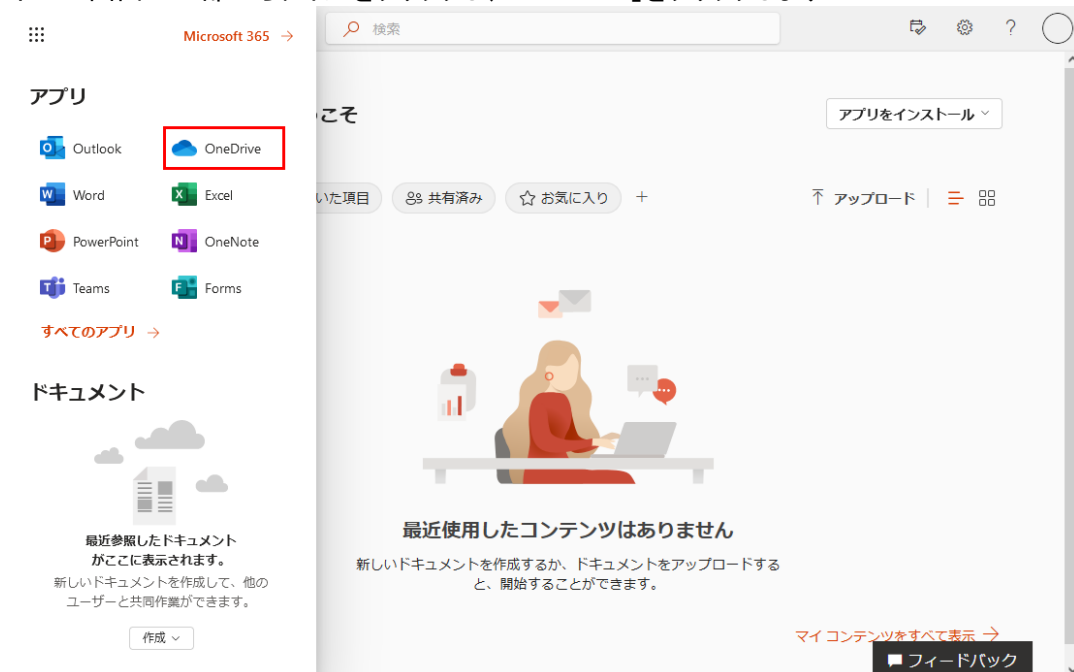 Microsoft 365 →
検索
?
アプリ
こそ
アプリをインストール
Outlook
OneDrive
Word
Excel
いた項目
共有済み
お気に入り
+
アップロード
PowerPoint
OneNote
Teams
Forms
すべてのアプリ →
ドキュメント
最近参照したドキュメント
がここに表示されます。
新しいドキュメントを作成して、他の
ユーザーと共同作業ができます。
作成
最近使用したコンテンツはありません
新しいドキュメントを作成するか、ドキュメントをアップロードする
と、開始することができます。
マイ コンテンツをすべて表示 →
フィードバック